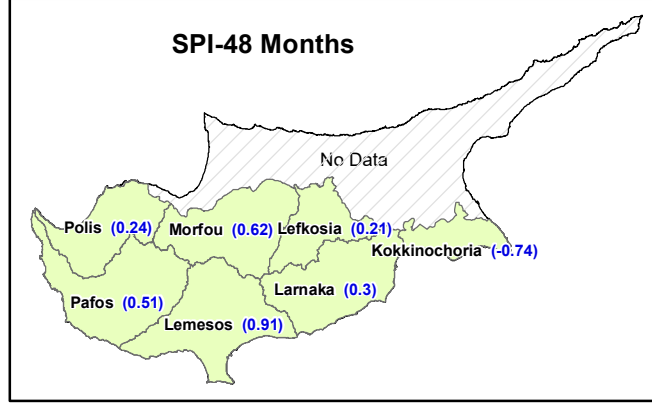 SPI-48 Months
No Data
Polis (0.24)
Morfou (0.62)
Lefkosia (0.21)
Kokkinochoria (-0.74)
Pafos (0.51)
Larnaka (0.3)
Lemesos (0.91)